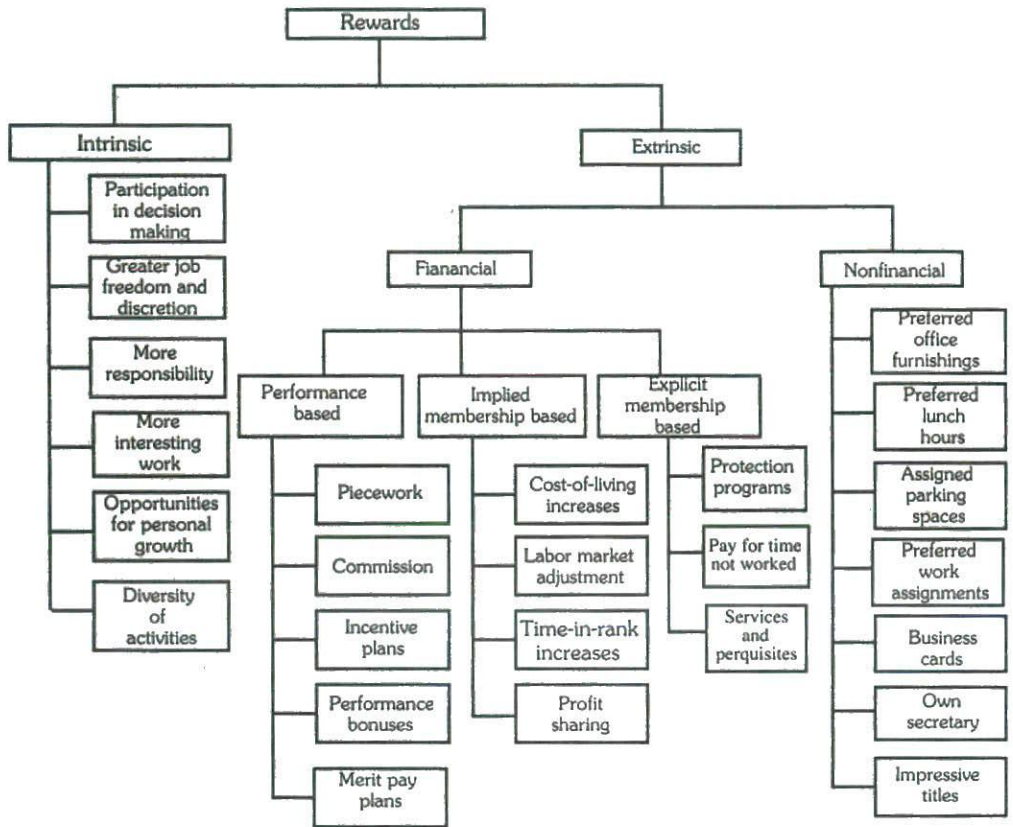 Rewards
Intrinsic
Participation
in decision
making
Greater job
freedom and
discretion
More
responsibility
More
interesting
work
Opportunities
for personal
growth
Diversity
of
activities
Extrinsic
Fianancial
Performance
based
Piecework
Commission
Incentive
plans
Performance
bonuses
Merit pay
plans
Implied
membership based
Cost-of-living
increases
Labor market
adjustment
Time-in-rank
increases
Profit
sharing
Explicit
membership
based
Protection
programs
Pay for time
not worked
Services
and
perquisites
Nonfinancial
Preferred
office
furnishings
Preferred
lunch
hours
Assigned
parking
spaces
Preferred
work
assignments
Business
cards
Own
secretary
Impressive
titles